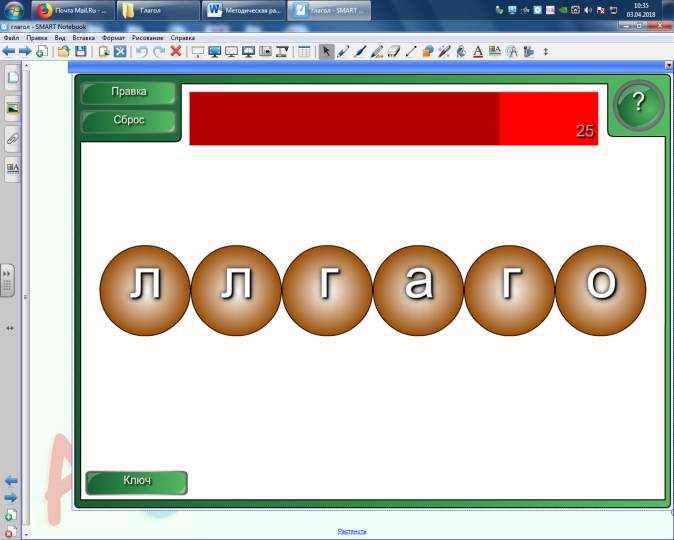 Почта Mail.Ru - ...
Глагол
Методическая ра...
глагол - SMART ...
10:35
03.04.2018
глагол - SMART Notebook
Файл Правка Вид Вставка Формат Рисование Справка
Правка
Сброс
?
25
л л г а г о
Ключ
Растянуть